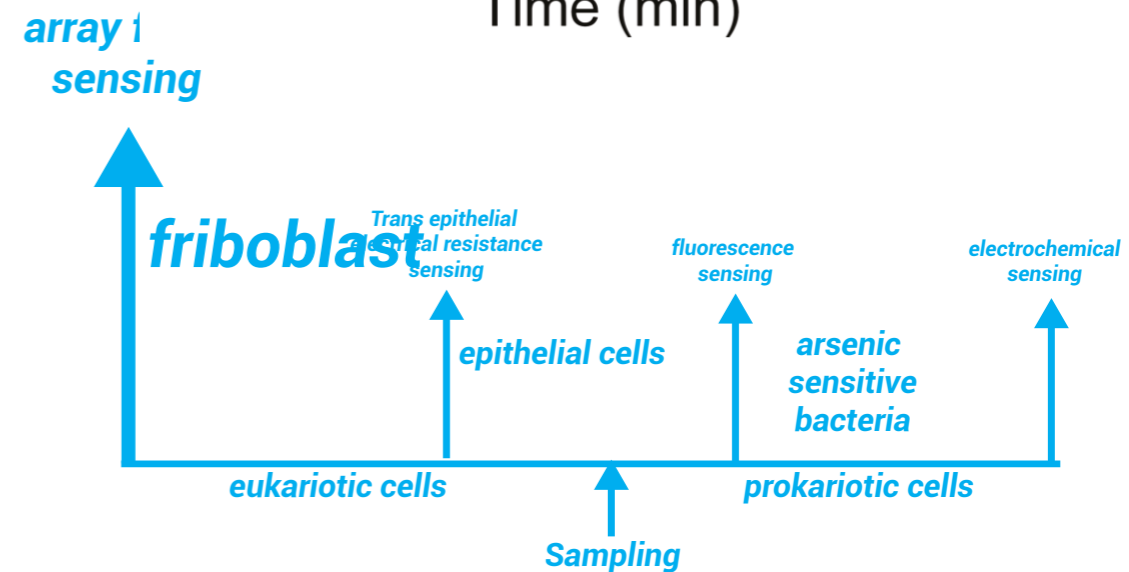 Time (min)
array
sensing
friboblast
Trans epithelial
electrical resistance
sensing
fluorescence
sensing
electrochemical
sensing
epithelial cells
arsenic
sensitive
bacteria
eukariotic cells
prokariotic cells
Sampling